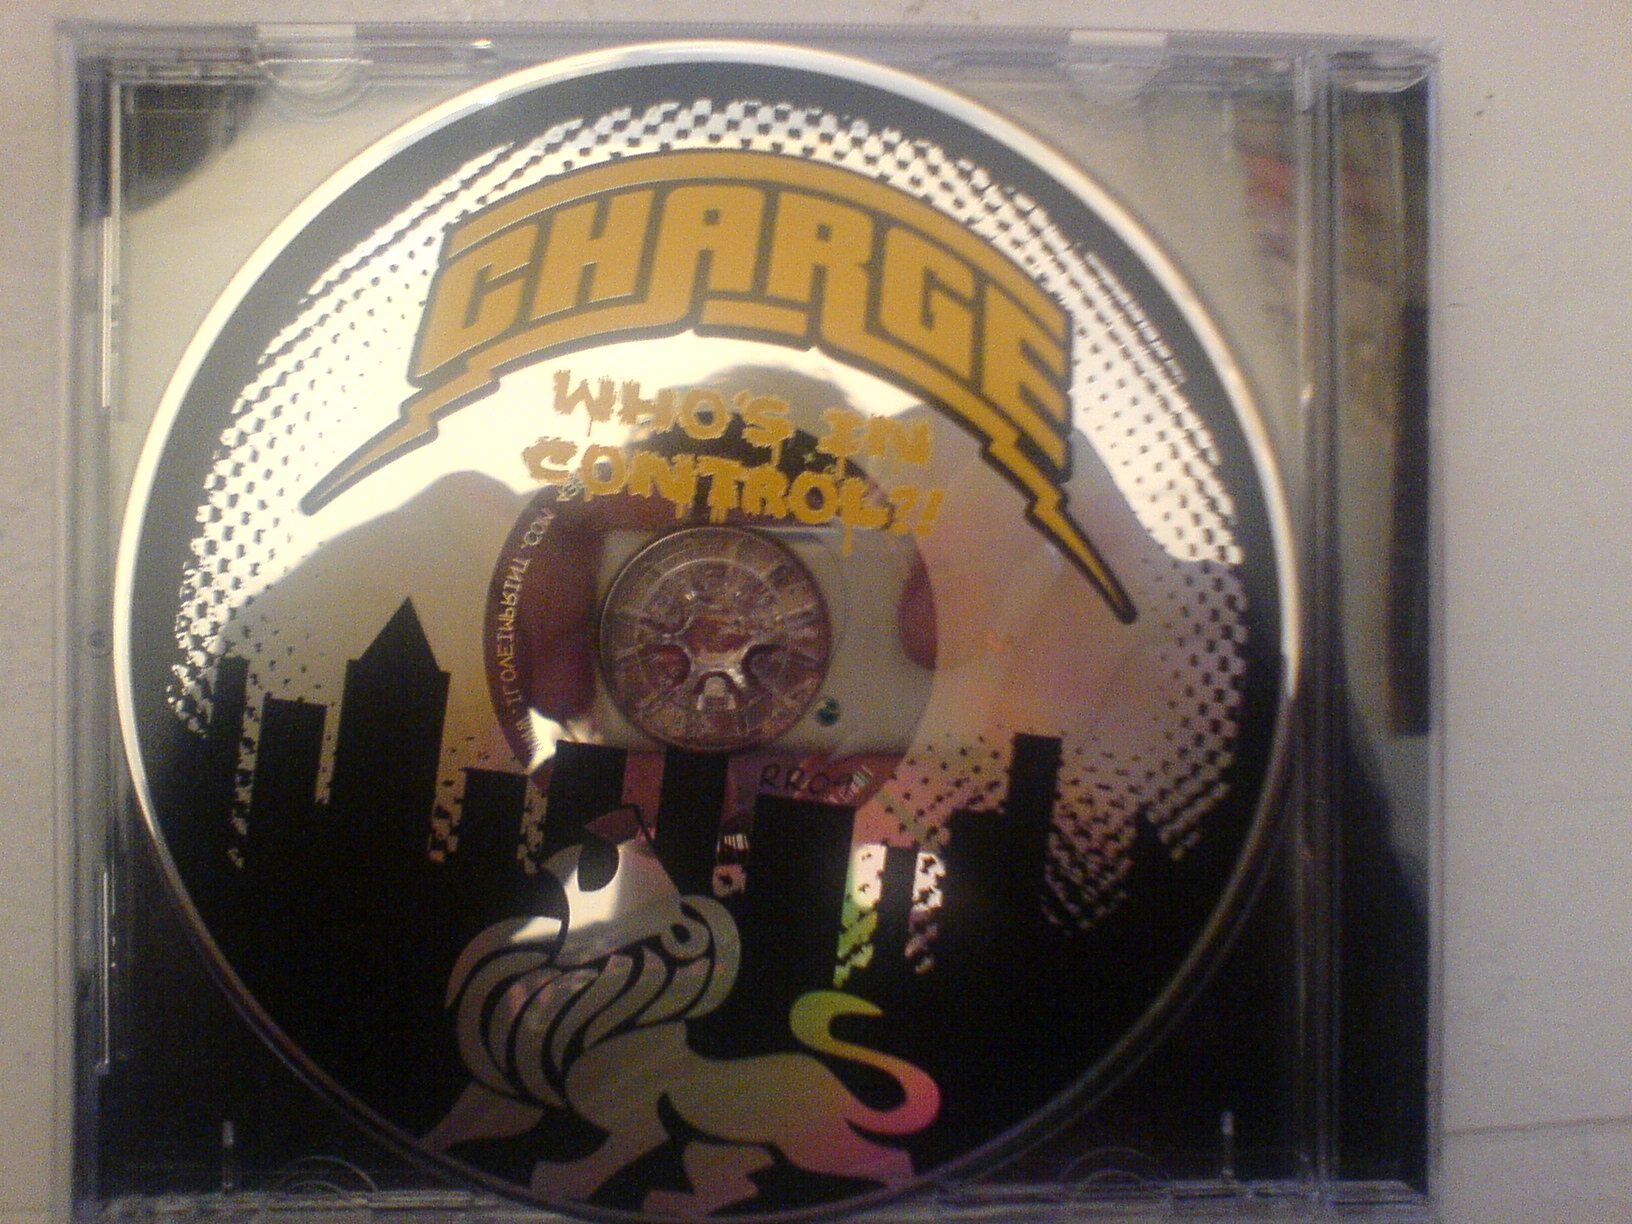 CHARGE
WHO'S IN
CONTROL?!